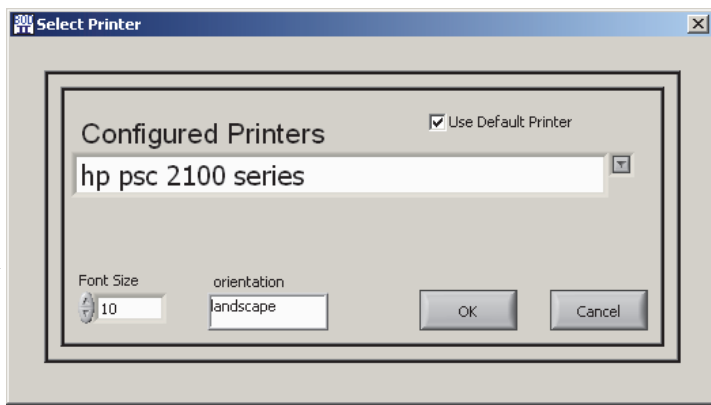 Select Printer
Configured Printers
Use Default Printer
hp psc 2100 series
Font Size
orientation
10
landscape
OK
Cancel